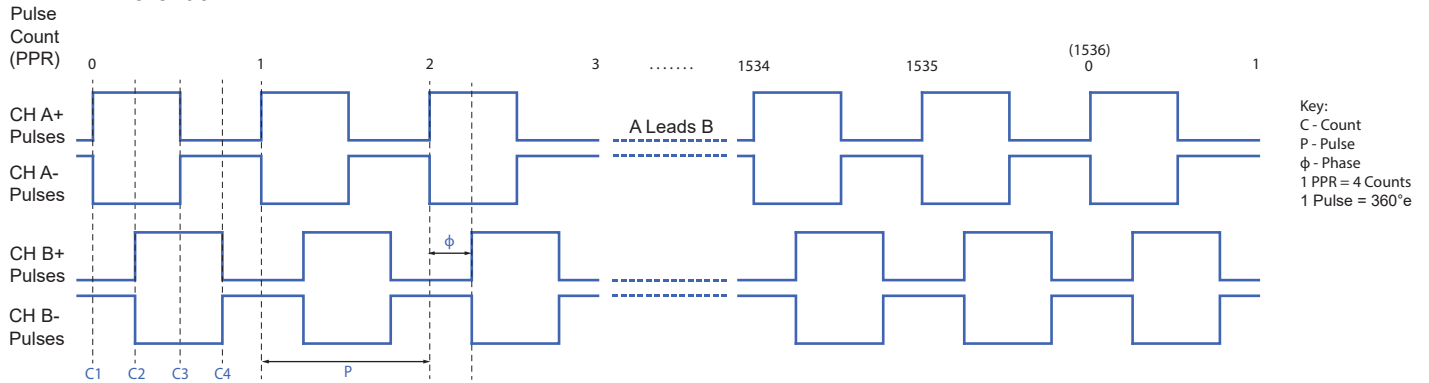 Pulse
Count
(PPR)
0 1 2 3 ....... 1534 1535 (1536) 0 1
CH A+
Pulses
A Leads B
CH A-
Pulses
CH B+
Pulses
ϕ
CH B-
Pulses
C1 C2 C3 C4 P
Key:
C - Count
P - Pulse
ϕ - Phase
1 PPR = 4 Counts
1 Pulse = 360°e